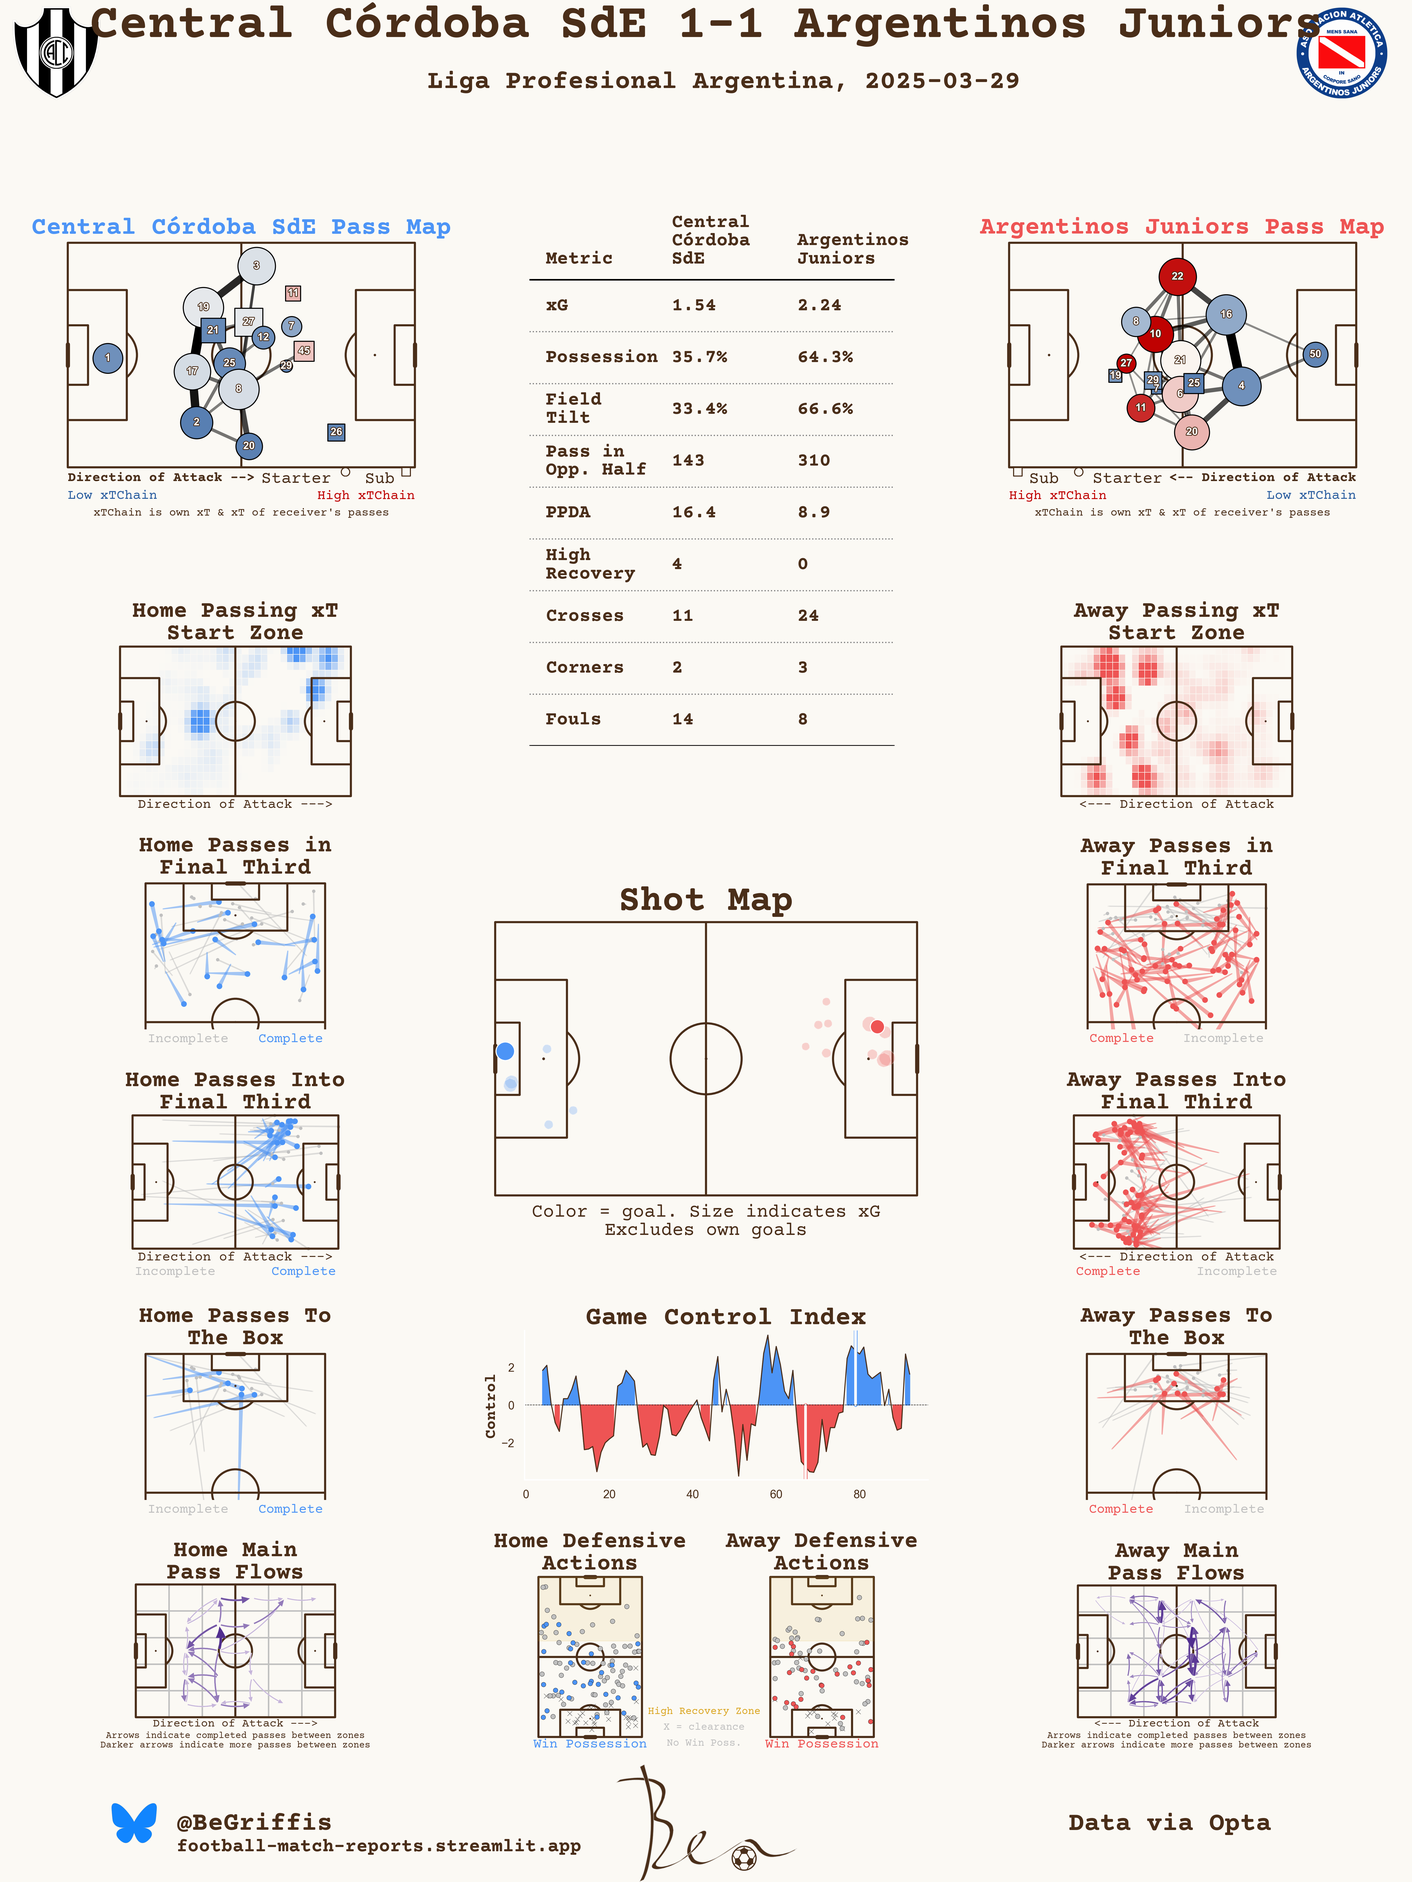 Central Córdoba SdE 1-1 Argentinos Juniors
Liga Profesional Argentina, 2025-03-29
CACC
ASOCIACION ATLETICA
MENS SANA
IN
CORPORE SANO
ARGENTINOS JUNIORS
Central Córdoba SdE Pass Map
3
11
19
27
21
7
12
45
1
17
25
29
8
2
26
20
Direction of Attack --> Starter Sub
Low xTChain High xTChain
xTChain is own xT & xT of receiver's passes
Metric Central Córdoba SdE Argentinos Juniors
xG 1.54 2.24
Possession 35.7% 64.3%
Field Tilt 33.4% 66.6%
Pass in Opp. Half 143 310
PPDA 16.4 8.9
High Recovery 4 0
Crosses 11 24
Corners 2 3
Fouls 14 8
Argentinos Juniors Pass Map
22
8
16
10
21
50
27
19
29
7
25
4
6
11
20
Sub Starter <-- Direction of Attack
High xTChain Low xTChain
xTChain is own xT & xT of receiver's passes
Home Passing xT
Start Zone
Direction of Attack --->
Away Passing xT
Start Zone
<--- Direction of Attack
Home Passes in
Final Third
Incomplete Complete
Away Passes in
Final Third
Complete Incomplete
Shot Map
Color = goal. Size indicates xG
Excludes own goals
Home Passes Into
Final Third
Direction of Attack --->
Incomplete Complete
Away Passes Into
Final Third
<--- Direction of Attack
Complete Incomplete
Home Passes To
The Box
Incomplete Complete
Game Control Index
Control
2
0
−2
0 20 40 60 80
Away Passes To
The Box
Complete Incomplete
Home Main
Pass Flows
Direction of Attack --->
Arrows indicate completed passes between zones
Darker arrows indicate more passes between zones
Home Defensive
Actions
Win Possession
High Recovery Zone
X = clearance
No Win Poss.
Away Defensive
Actions
Win Possession
Away Main
Pass Flows
<--- Direction of Attack
Arrows indicate completed passes between zones
Darker arrows indicate more passes between zones
@BeGriffis
football-match-reports.streamlit.app
Ben
Data via Opta